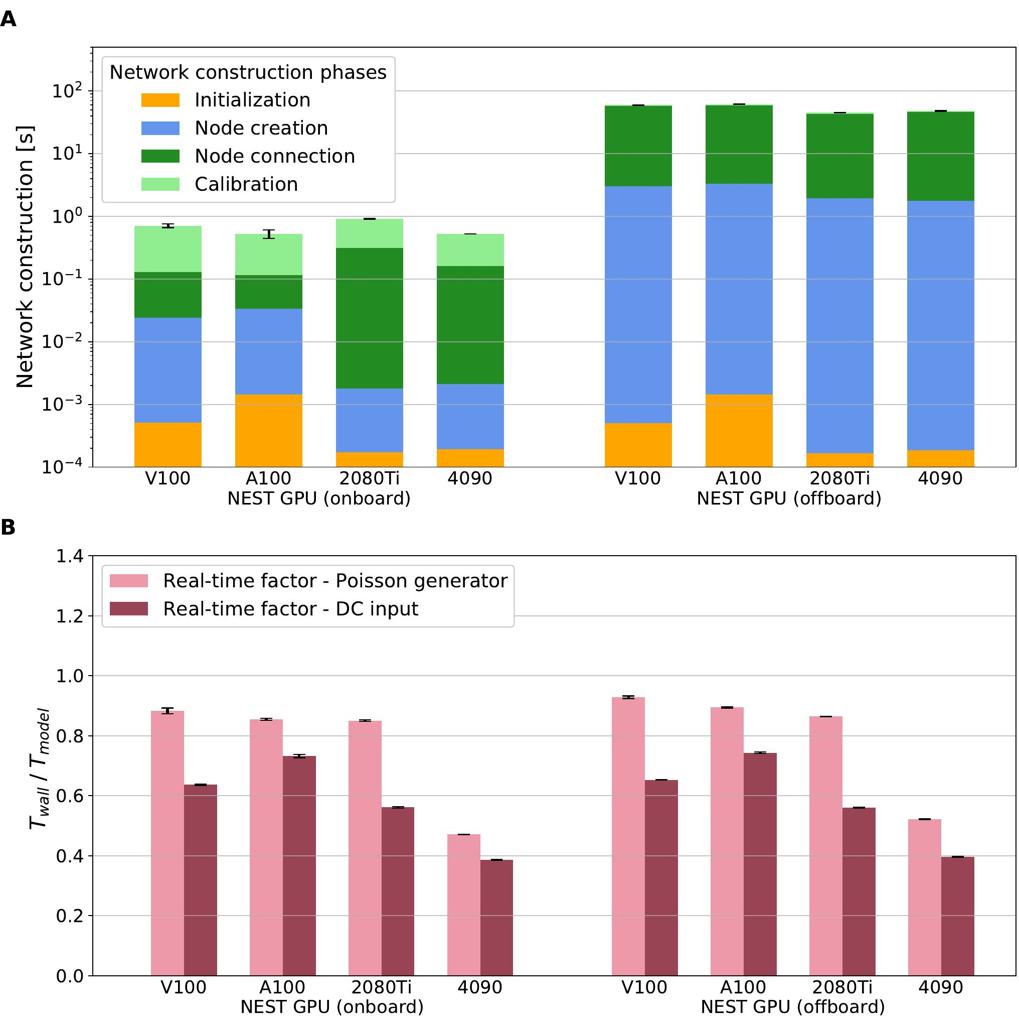 A
Network construction phases
Initialization
Node creation
Node connection
Calibration
Network construction [s]
10²
10¹
10⁰
10⁻¹
10⁻²
10⁻³
10⁻⁴
V100 A100 2080Ti 4090 V100 A100 2080Ti 4090
NEST GPU (onboard) NEST GPU (offboard)
B
Real-time factor - Poisson generator
Real-time factor - DC input
T_wall / T_model
1.4
1.2
1.0
0.8
0.6
0.4
0.2
0.0
V100 A100 2080Ti 4090 V100 A100 2080Ti 4090
NEST GPU (onboard) NEST GPU (offboard)